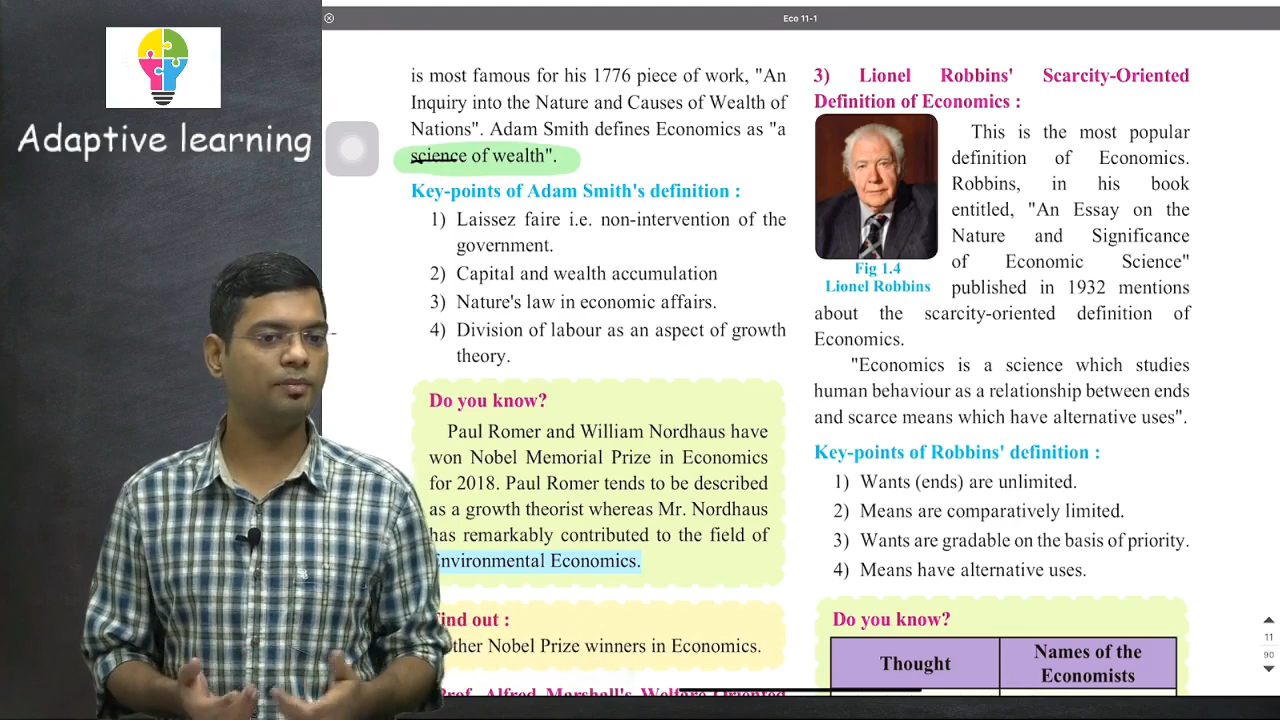 Adaptive learning
Eco 11-1
is most famous for his 1776 piece of work, "An
Inquiry into the Nature and Causes of Wealth of
Nations". Adam Smith defines Economics as "a
science of wealth".
Key-points of Adam Smith's definition :
1) Laissez faire i.e. non-intervention of the
government.
2) Capital and wealth accumulation
3) Nature's law in economic affairs.
4) Division of labour as an aspect of growth
theory.
Do you know?
Paul Romer and William Nordhaus have
won Nobel Memorial Prize in Economics
for 2018. Paul Romer tends to be described
as a growth theorist whereas Mr. Nordhaus
has remarkably contributed to the field of
Environmental Economics.
Find out :
Other Nobel Prize winners in Economics.
Prof. Alfred Marshall's Welfare Oriented
3) Lionel Robbins' Scarcity-Oriented
Definition of Economics :
Fig 1.4
Lionel Robbins
This is the most popular
definition of Economics.
Robbins, in his book
entitled, "An Essay on the
Nature and Significance
of Economic Science"
published in 1932 mentions
about the scarcity-oriented definition of
Economics.
"Economics is a science which studies
human behaviour as a relationship between ends
and scarce means which have alternative uses".
Key-points of Robbins' definition :
1) Wants (ends) are unlimited.
2) Means are comparatively limited.
3) Wants are gradable on the basis of priority.
4) Means have alternative uses.
Do you know?
Thought
Names of the
Economists
11
90